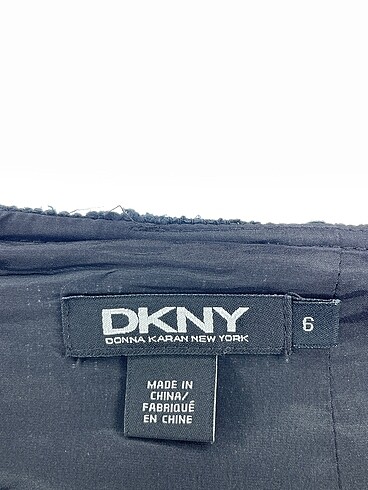 DKNY
DONNA KARAN NEW YORK
6
MADE IN
CHINA/
FABRIQUÉ
EN CHINE